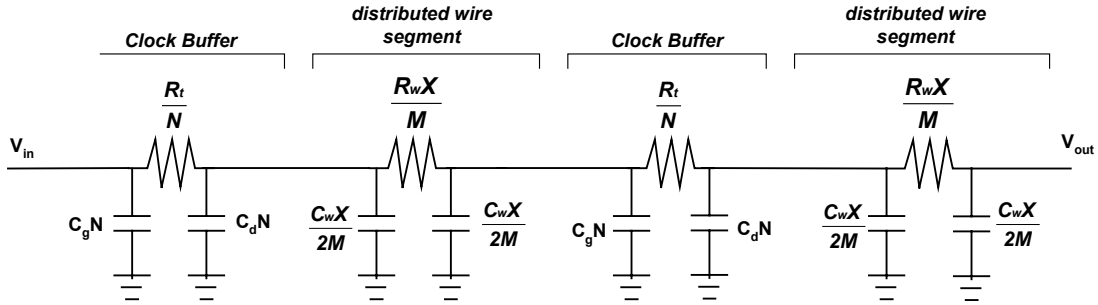 distributed wire
segment
distributed wire
segment
Clock Buffer
Clock Buffer
Rt
N
RwX
M
Rt
N
RwX
M
Vin
Vout
CgN
CdN
CwX
2M
CwX
2M
CgN
CdN
CwX
2M
CwX
2M